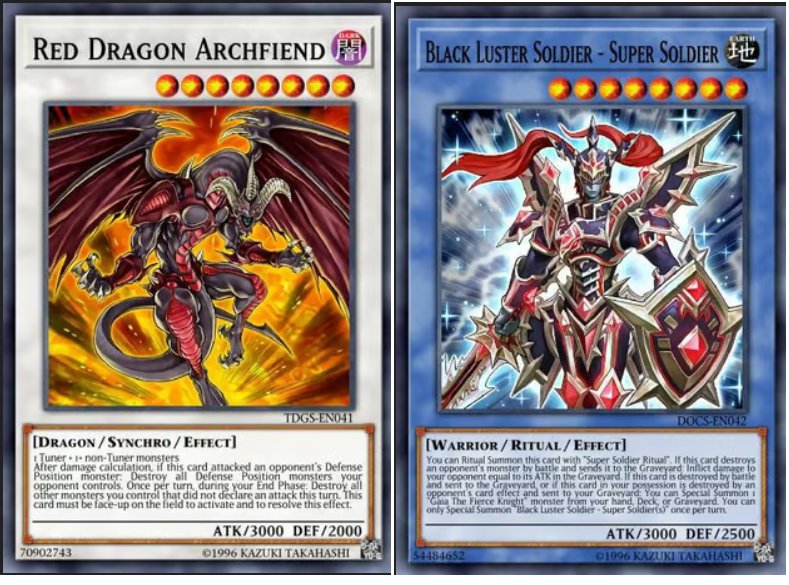 RED DRAGON ARCHFIEND
DARK
闇
TDGS-EN041
[DRAGON / SYNCHRO / EFFECT]
1 Tuner + 1+ non-Tuner monsters
After damage calculation, if this card attacked an opponent's Defense
Position monster: Destroy all Defense Position monsters your
opponent controls. Once per turn, during your End Phase: Destroy all
other monsters you control that did not declare an attack this turn. This
card must be face-up on the field to activate and to resolve this effect.
ATK/3000 DEF/2000
70902743
©1996 KAZUKI TAKAHASHI
BLACK LUSTER SOLDIER - SUPER SOLDIER
EARTH
地
DOCS-EN042
[WARRIOR / RITUAL / EFFECT]
You can Ritual Summon this card with "Super Soldier Ritual". If this card destroys
an opponent's monster by battle and sends it to the Graveyard: Inflict damage to
your opponent equal to its ATK in the Graveyard. If this card is destroyed by battle
and sent to the Graveyard, or if this card in your possession is destroyed by an
opponent's card effect and sent to your Graveyard: You can Special Summon 1
"Gaia The Fierce Knight" monster from your hand, Deck, or Graveyard. You can
only Special Summon "Black Luster Soldier - Super Soldier(s)" once per turn.
ATK/3000 DEF/2500
54484652
©1996 KAZUKI TAKAHASHI